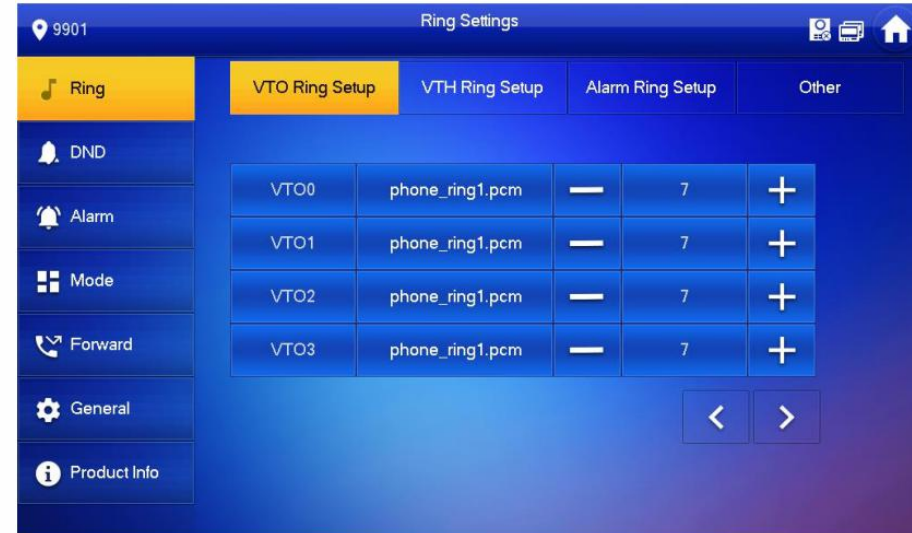 9901
Ring Settings
Ring
VTO Ring Setup
VTH Ring Setup
Alarm Ring Setup
Other
DND
Alarm
Mode
Forward
General
Product Info
VTO0 phone_ring1.pcm 7
VTO1 phone_ring1.pcm 7
VTO2 phone_ring1.pcm 7
VTO3 phone_ring1.pcm 7